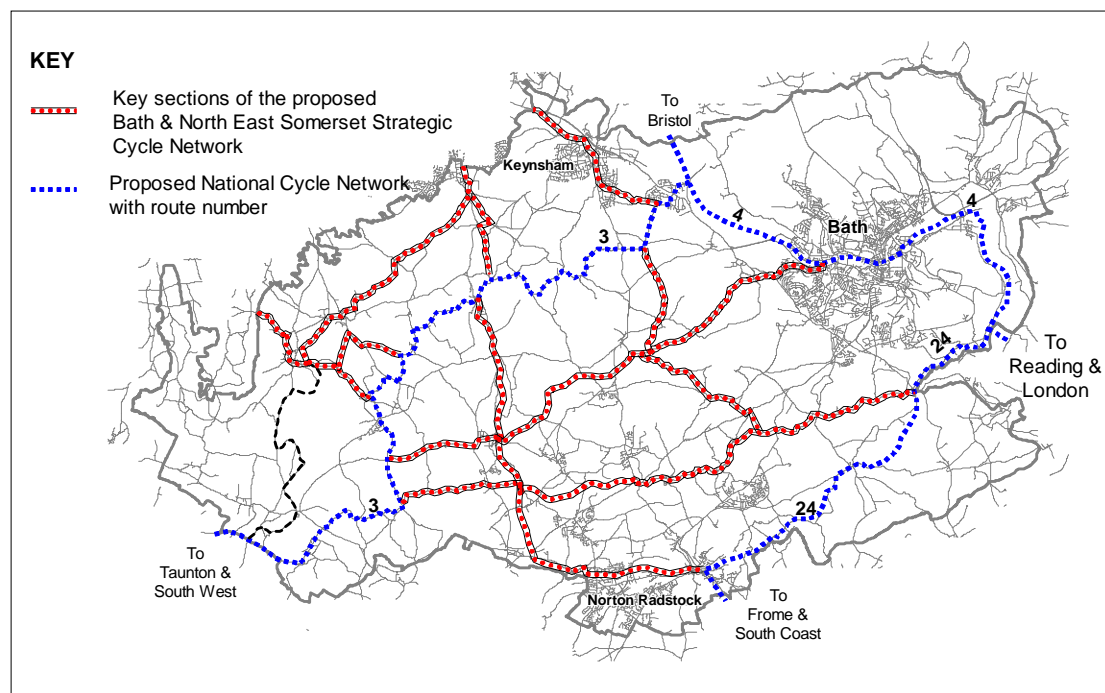 KEY
Key sections of the proposed
Bath & North East Somerset Strategic
Cycle Network
Proposed National Cycle Network
with route number
To
Bristol
Keynsham
4
4
Bath
3
24
To
Reading &
London
3
24
To
Taunton &
South West
Norton Radstock
To
Frome &
South Coast